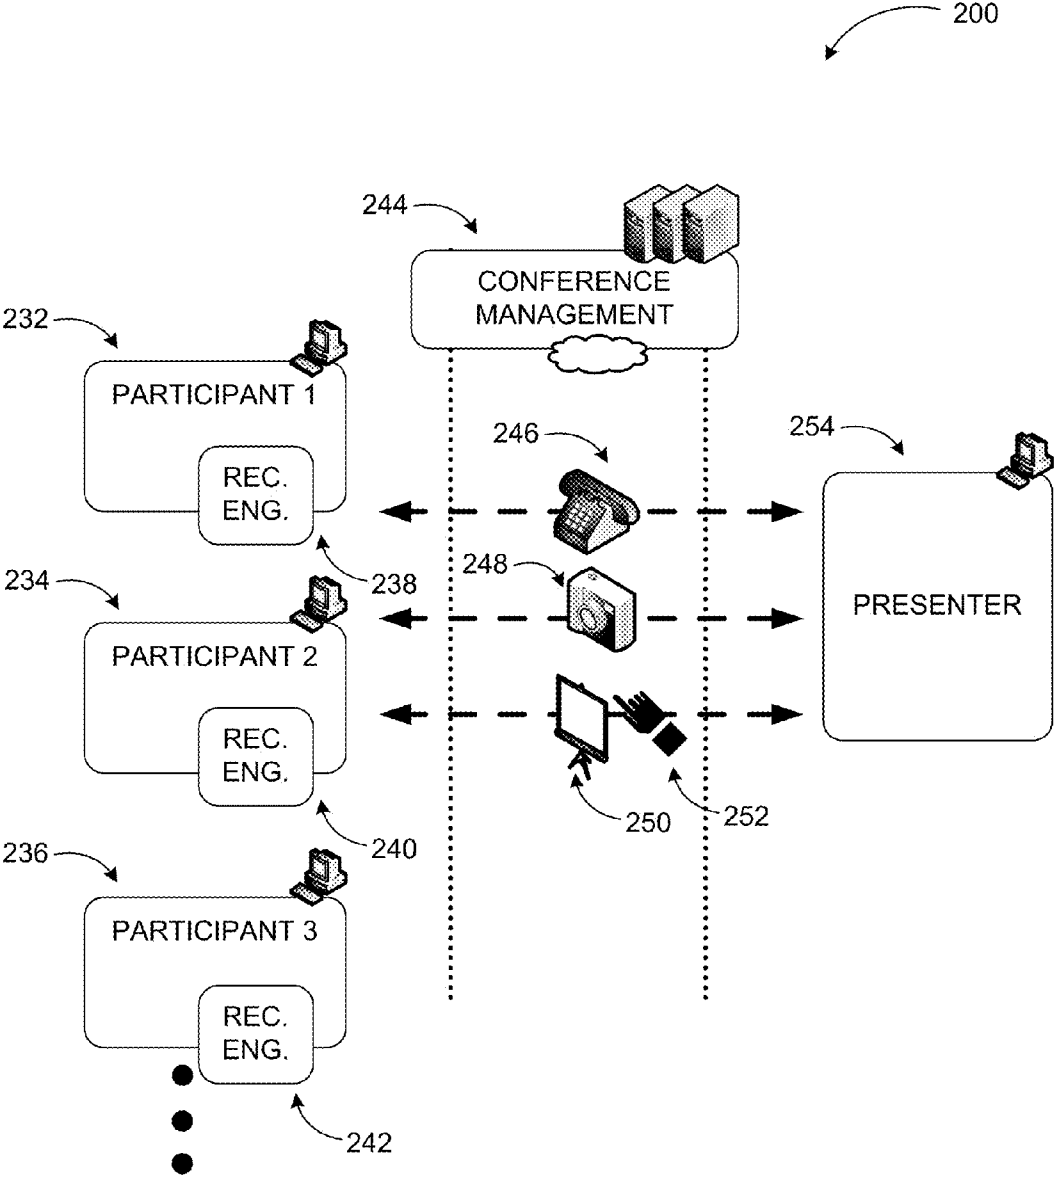 200
244
CONFERENCE
MANAGEMENT
232
PARTICIPANT 1
REC.
ENG.
238
246
254
248
PRESENTER
234
PARTICIPANT 2
REC.
ENG.
240
250
252
236
PARTICIPANT 3
REC.
ENG.
242